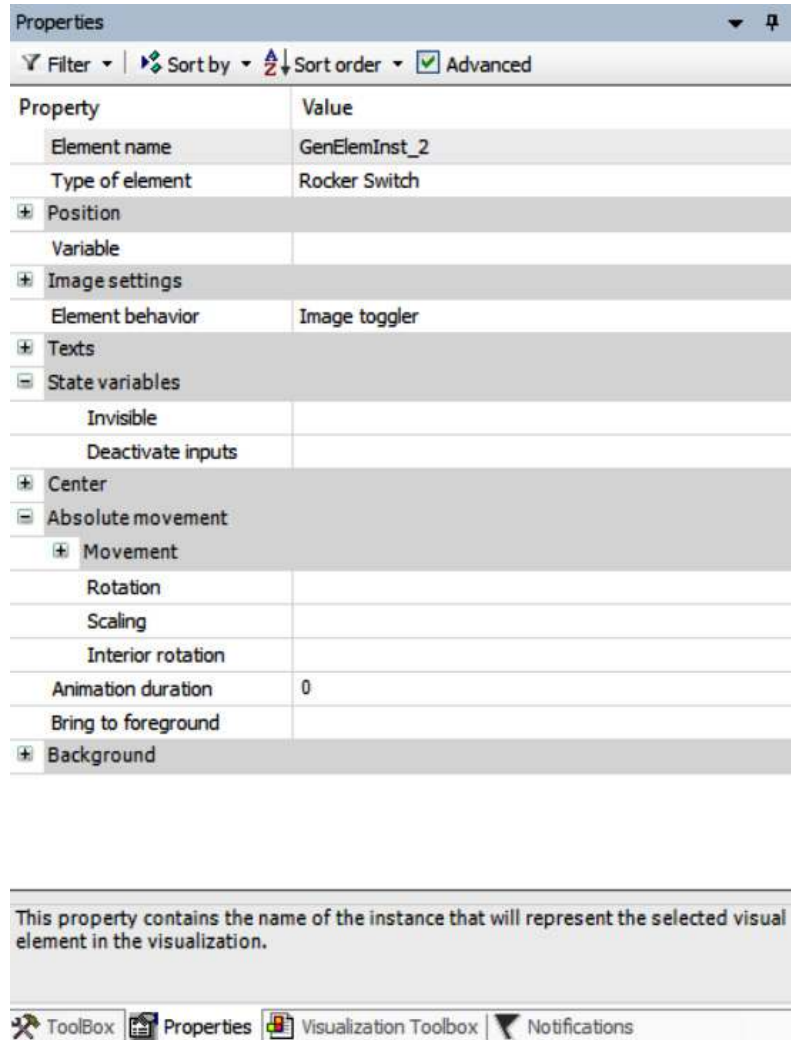 Properties
Filter Sort by Sort order Advanced
Property Value
Element name GenElemInst_2
Type of element Rocker Switch
Position
Variable
Image settings
Element behavior Image toggler
Texts
State variables
Invisible
Deactivate inputs
Center
Absolute movement
Movement
Rotation
Scaling
Interior rotation
Animation duration 0
Bring to foreground
Background
This property contains the name of the instance that will represent the selected visual
element in the visualization.
ToolBox Properties Visualization Toolbox Notifications